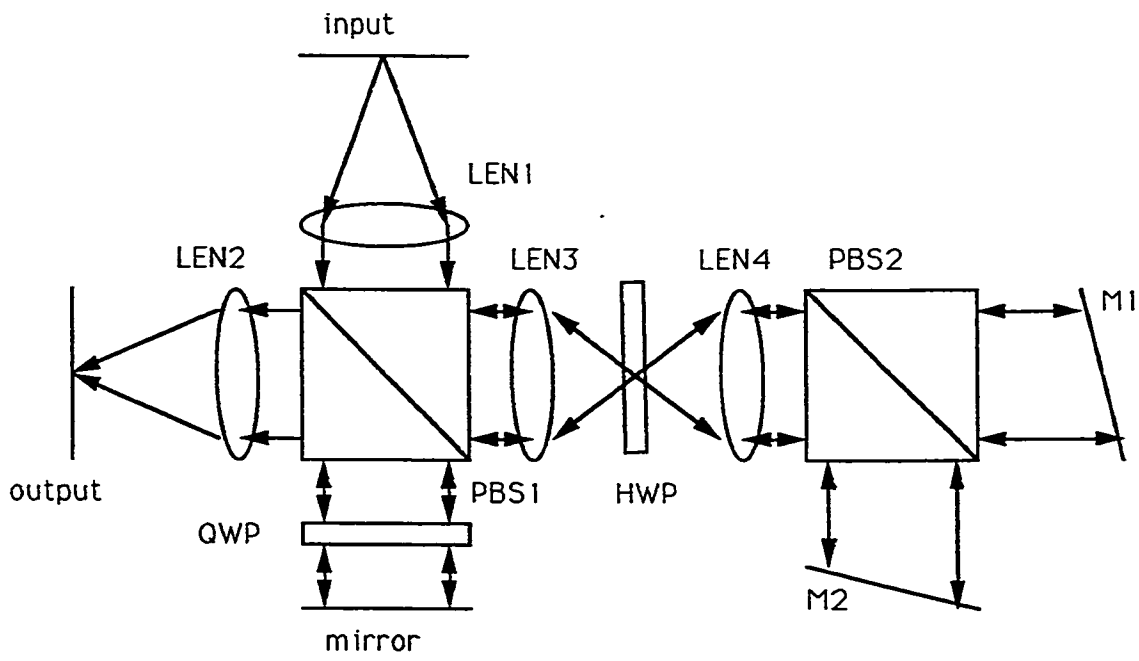 input
LEN1
LEN2
LEN3
LEN4
PBS2
M1
output
PBS1
HWP
QWP
M2
mirror